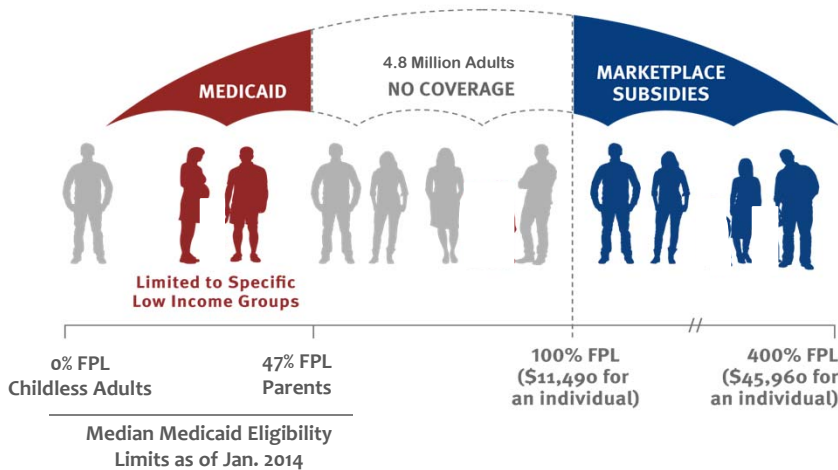 4.8 Million Adults
NO COVERAGE
MEDICAID
MARKETPLACE
SUBSIDIES
Limited to Specific
Low Income Groups
0% FPL
Childless Adults
47% FPL
Parents
100% FPL
($11,490 for
an individual)
400% FPL
($45,960 for
an individual)
Median Medicaid Eligibility
Limits as of Jan. 2014